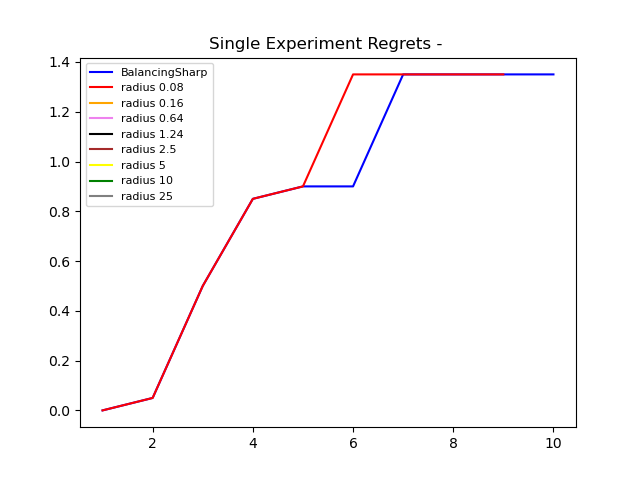 Single Experiment Regrets -
1.4
1.2
1.0
0.8
0.6
0.4
0.2
0.0
BalancingSharp
radius 0.08
radius 0.16
radius 0.64
radius 1.24
radius 2.5
radius 5
radius 10
radius 25
2 4 6 8 10